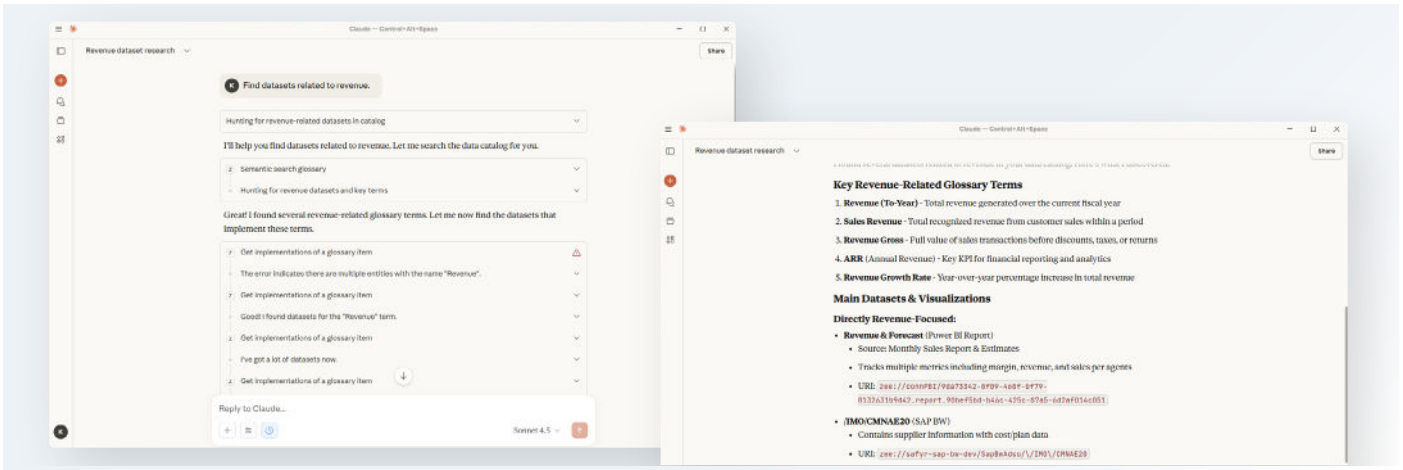 Claude — Control+Alt+Space
Revenue dataset research
Share
K
Find datasets related to revenue.
Hunting for revenue-related datasets in catalog
I'll help you find datasets related to revenue. Let me search the data catalog for you.
Semantic search glossary
Hunting for revenue datasets and key terms
Great! I found several revenue-related glossary terms. Let me now find the datasets that
implement these terms.
Get implementations of a glossary item
The error indicates there are multiple entities with the name "Revenue".
Get implementations of a glossary item
Good! I found datasets for the "Revenue" term.
Get implementations of a glossary item
I've got a lot of datasets now.
Get implementations of a glossary item
Reply to Claude...
Sonnet 4.5
K
Claude — Control+Alt+Space
Revenue dataset research
Share
Key Revenue-Related Glossary Terms
1. Revenue (To-Year) - Total revenue generated over the current fiscal year
2. Sales Revenue - Total recognized revenue from customer sales within a period
3. Revenue Gross - Full value of sales transactions before discounts, taxes, or returns
4. ARR (Annual Revenue) - Key KPI for financial reporting and analytics
5. Revenue Growth Rate - Year-over-year percentage increase in total revenue
Main Datasets & Visualizations
Directly Revenue-Focused:
• Revenue & Forecast (Power BI Report)
• Source: Monthly Sales Report & Estimates
• Tracks multiple metrics including margin, revenue, and sales per agents
• URI:
• /IMO/CMNAE20 (SAP BW)
• Contains supplier information with cost/plan data
• URI: zee://safyr-sap-bw-dev/SapBwAdso/\/IMO\/CMNAE20